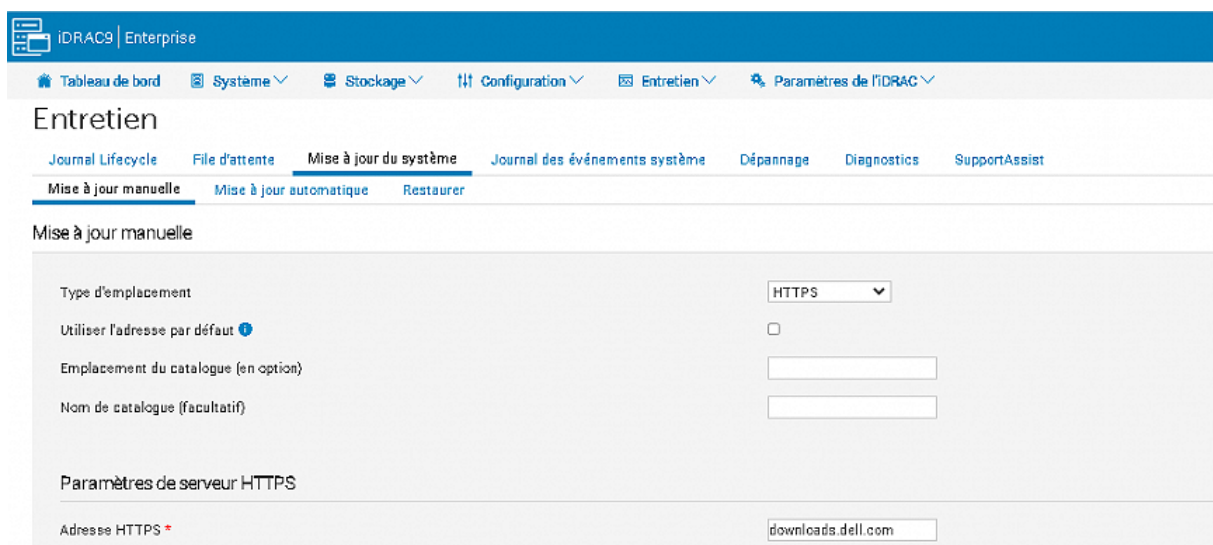 iDRAC9 | Enterprise
Tableau de bord Système Stockage Configuration Entretien Paramètres de l'iDRAC
Entretien
Journal Lifecycle File d'attente Mise à jour du système Journal des événements système Dépannage Diagnostics SupportAssist
Mise à jour manuelle Mise à jour automatique Restaurer
Mise à jour manuelle
Type d'emplacement HTTPS
Utiliser l'adresse par défaut
Emplacement du catalogue (en option)
Nom de catalogue (facultatif)
Paramètres de serveur HTTPS
Adresse HTTPS * downloads.dell.com